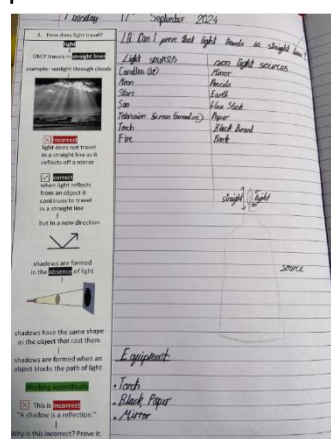 Tuesday 17th September 2024
1. How does light travel?
light
ONLY travels in straight lines
example: sunlight through clouds
incorrect
light does not travel
in a straight line as it
reflects off a mirror
correct
when light reflects
from an object it
continues to travel
in a straight line
but in a new direction
shadows are formed
in the absence of light
shadows have the same shape
as the object that cast them
shadows are formed when an
object blocks the path of light
Working scientifically
This is incorrect
"A shadow is a reflection."
Why is this incorrect? Prove it.
Can I prove that light travels in straight line?
Light sources
Candles (lit)
Moon
Stars
Sun
Television
Torch
Fire
non light sources
Mirror
Pencils
Earth
Glue Stick
Paper
Black Board
Book
straight light
source
Equipment
• Torch
• Black Paper
• Mirror